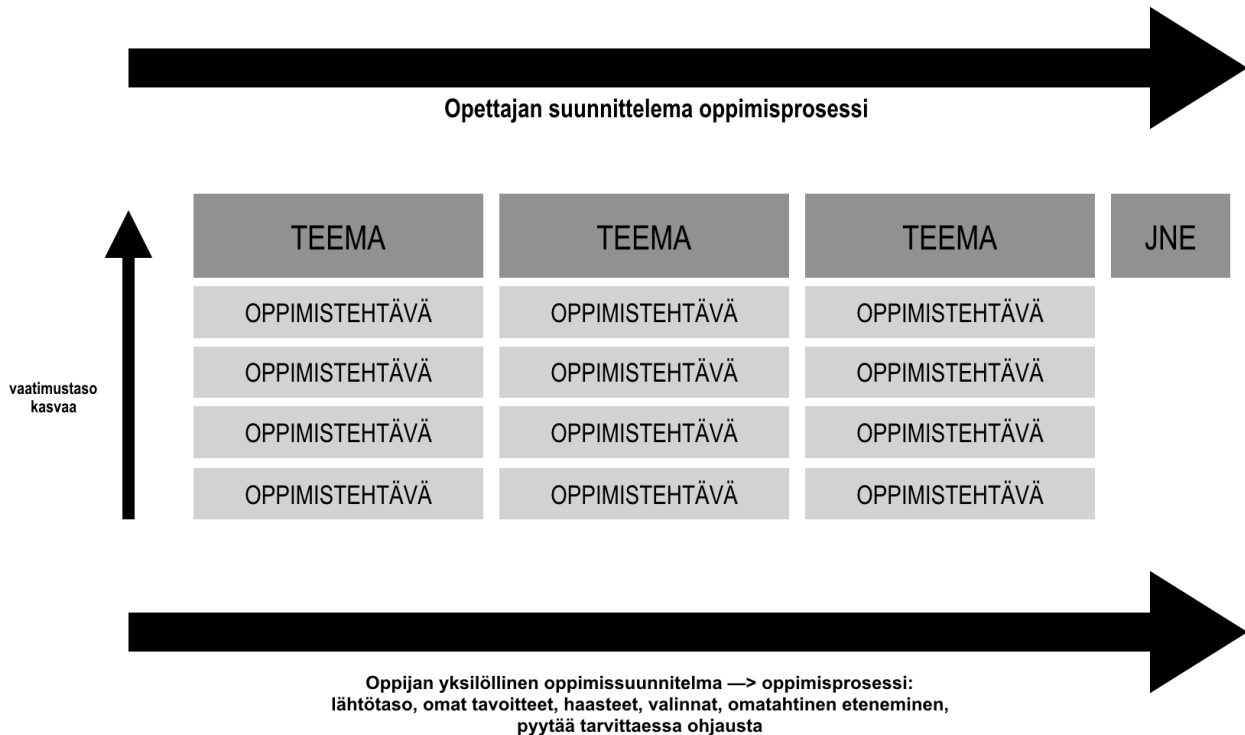 Opettajan suunnittelema oppimisprosessi
TEEMA TEEMA TEEMA JNE
OPPIMISTEHTÄVÄ OPPIMISTEHTÄVÄ OPPIMISTEHTÄVÄ
OPPIMISTEHTÄVÄ OPPIMISTEHTÄVÄ OPPIMISTEHTÄVÄ
vaatimustaso
kasvaa
OPPIMISTEHTÄVÄ OPPIMISTEHTÄVÄ OPPIMISTEHTÄVÄ
OPPIMISTEHTÄVÄ OPPIMISTEHTÄVÄ OPPIMISTEHTÄVÄ
Oppijan yksilöllinen oppimissuunnitelma —> oppimisprosessi:
lähtötaso, omat tavoitteet, haasteet, valinnat, omatahtinen eteneminen,
pyytää tarvittaessa ohjausta